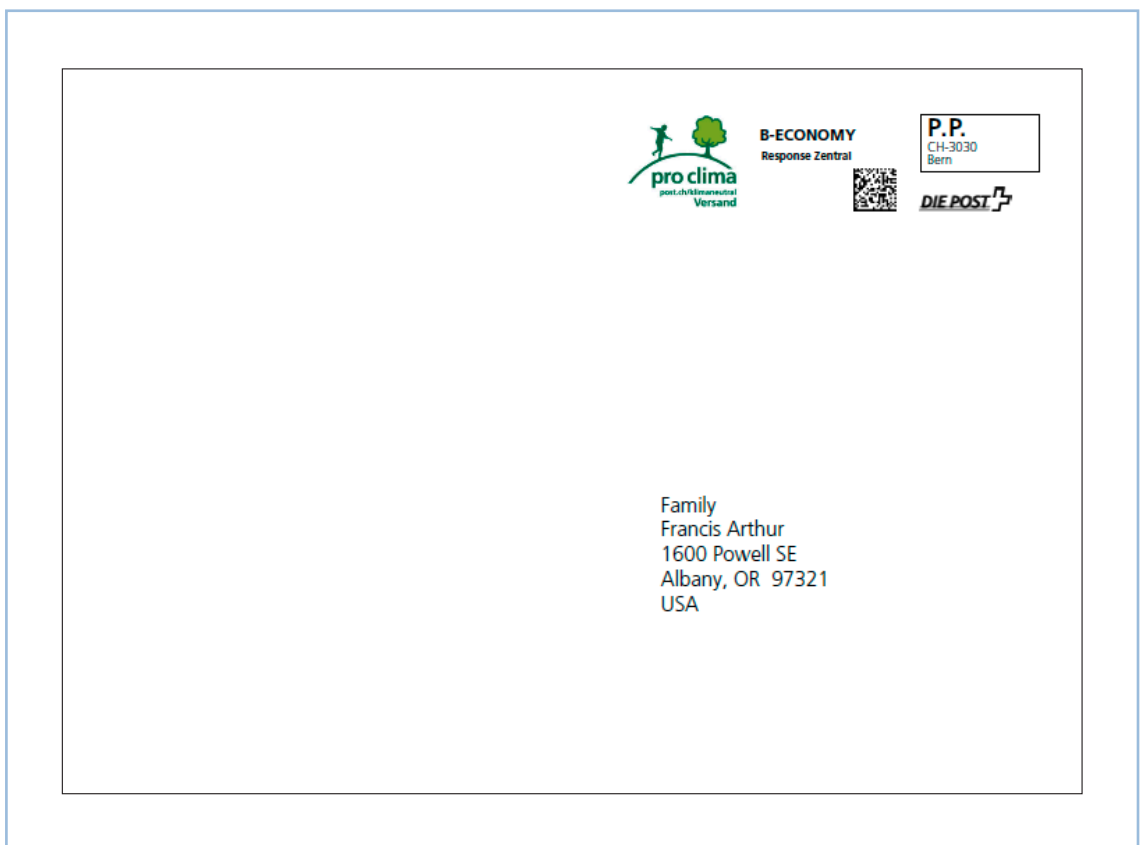 pro clima
post.ch/klimaneutral
Versand
B-ECONOMY
Response Zentral
P.P.
CH-3030
Bern
DIE POST
Family
Francis Arthur
1600 Powell SE
Albany, OR  97321
USA